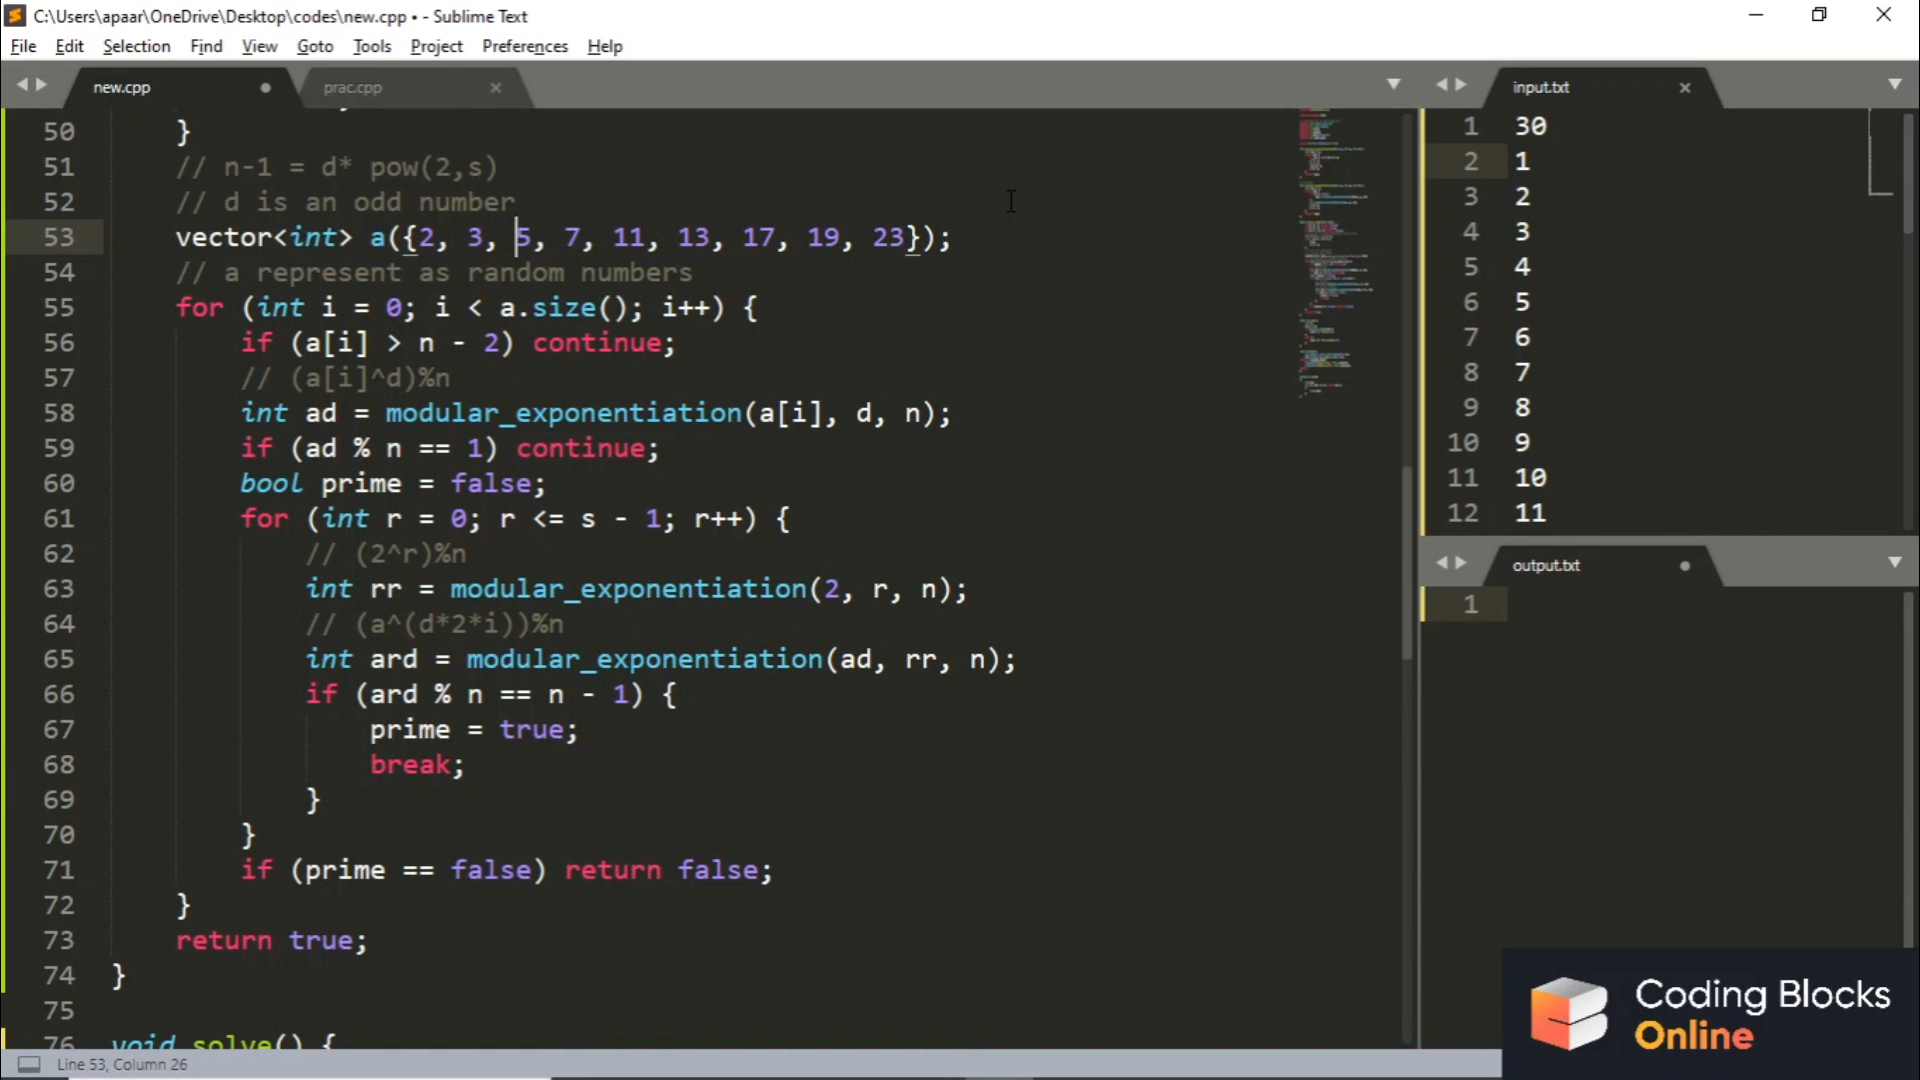 C:\Users\apaar\OneDrive\Desktop\codes\new.cpp • - Sublime Text
File Edit Selection Find View Goto Tools Project Preferences Help
new.cpp
prac.cpp
50 }
51 // n-1 = d* pow(2,s)
52 // d is an odd number
53 vector<int> a({2, 3, 5, 7, 11, 13, 17, 19, 23});
54 // a represent as random numbers
55 for (int i = 0; i < a.size(); i++) {
56 if (a[i] > n - 2) continue;
57 // (a[i]^d)%n
58 int ad = modular_exponentiation(a[i], d, n);
59 if (ad % n == 1) continue;
60 bool prime = false;
61 for (int r = 0; r <= s - 1; r++) {
62 // (2^r)%n
63 int rr = modular_exponentiation(2, r, n);
64 // (a^(d*2*i))%n
65 int ard = modular_exponentiation(ad, rr, n);
66 if (ard % n == n - 1) {
67 prime = true;
68 break;
69 }
70 }
71 if (prime == false) return false;
72 }
73 return true;
74 }
75
76 void solve() {
Line 53, Column 26
input.txt
1 30
2 1
3 2
4 3
5 4
6 5
7 6
8 7
9 8
10 9
11 10
12 11
output.txt
1
Coding Blocks
Online